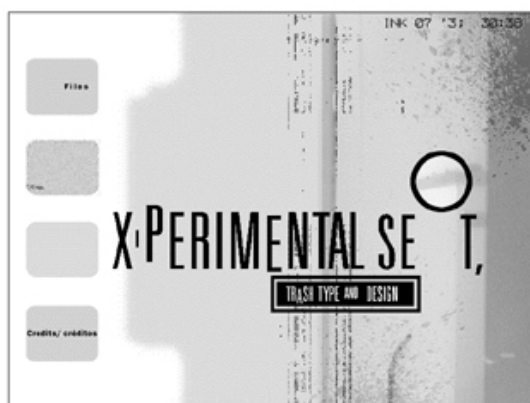 INK 07 '3; 30:38
Files
X-PERIMENTAL SE T,
TRASH TYPE AND DESIGN
Credits/ créditos